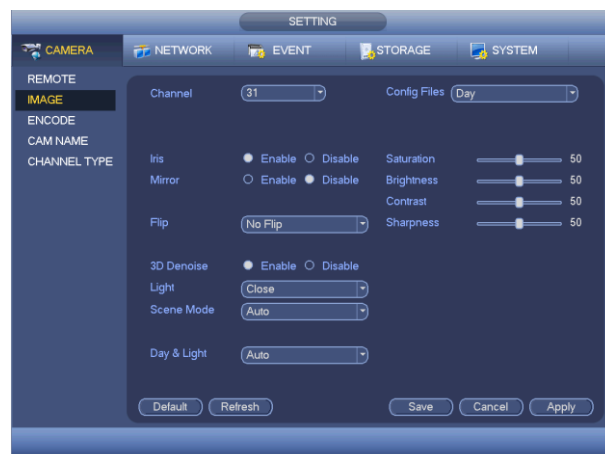 SETTING
CAMERA NETWORK EVENT STORAGE SYSTEM
REMOTE
IMAGE
ENCODE
CAM NAME
CHANNEL TYPE
Channel 31 Config Files Day
Iris Enable Disable Saturation 50
Mirror Enable Disable Brightness 50
Contrast 50
Flip No Flip Sharpness 50
3D Denoise Enable Disable
Light Close
Scene Mode Auto
Day & Light Auto
Default Refresh Save Cancel Apply